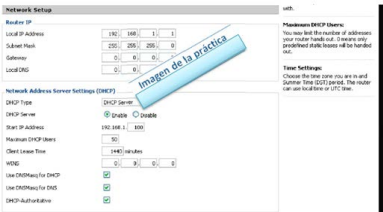 Network Setup
Router IP
Local IP Address 192. 168. 1. 1
Subnet Mask 255. 255. 255. 0
Gateway 0. 0. 0. 0
Local DNS 0. 0.
Imagen de la práctica
Network Address Server Settings (DHCP)
DHCP Type DHCP Server
DHCP Server Enable Disable
Start IP Address 192.168.1. 100
Maximum DHCP Users 50
Client Lease Time 1440 minutes
WINS 0. 0. 0. 0
Use DNSMasq for DHCP
Use DNSMasq for DNS
DHCP-Authoritative
with.
Maximum DHCP Users:
You may limit the number of addresses
your router hands out. 0 means only
predefined static leases will be handed
out.
Time Settings:
Choose the time zone you are in and
Summer Time (DST) period. The router
can use local time or UTC time.